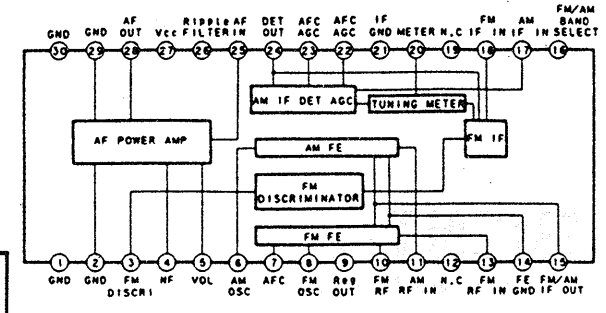 GND GND AF OUT Vcc Ripple FILTER AF IN DET OUT AFC AGC AFC AGC IF GND METER N.C FM IF IN AM IF IN FM/AM BAND SELECT
30 29 28 27 26 25 24 23 22 21 20 19 18 17 16
AM IF DET AGC
TUNING METER
AF POWER AMP
FM IF
AM FE
FM DISCRIMINATOR
FM FE
1 2 3 4 5 6 7 8 9 10 11 12 13 14 15
GND GND FM DISCRI NF VOL AM OSC AFC FM OSC Reg OUT FM RF AM RF IN N.C FM RF IN FE GND FM/AM IF OUT